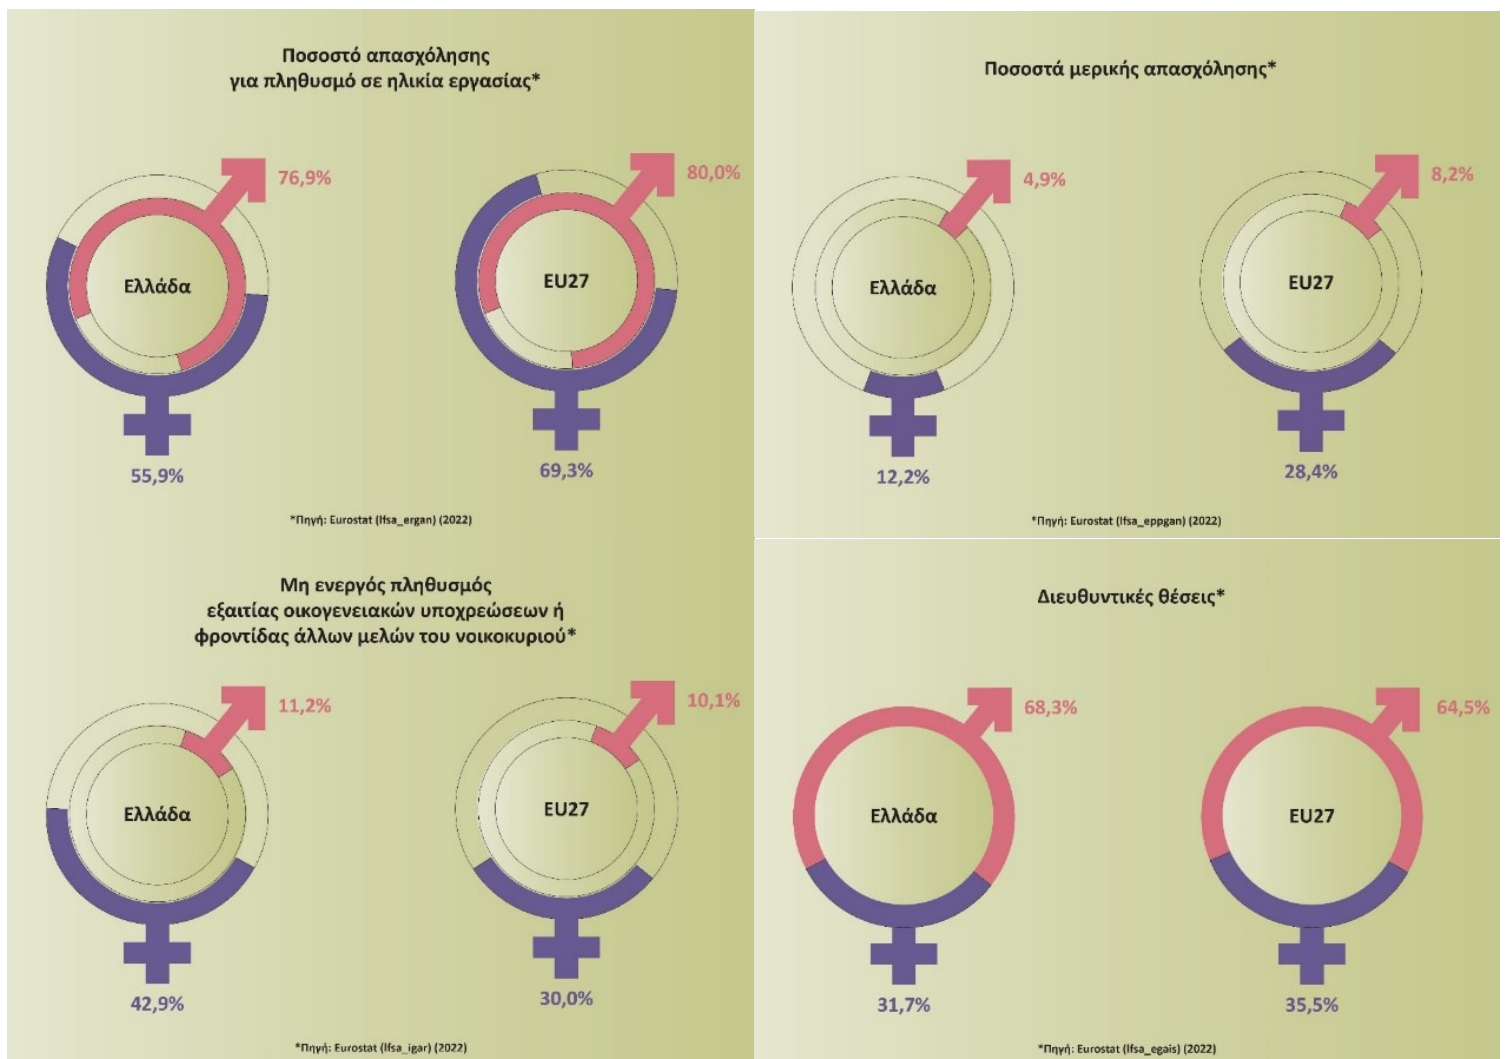 Ποσοστό απασχόλησης
για πληθυσμό σε ηλικία εργασίας*
76,9%
Ελλάδα
55,9%
80,0%
EU27
69,3%
*Πηγή: Eurostat (lfsa_ergan) (2022)
Ποσοστά μερικής απασχόλησης*
4,9%
Ελλάδα
12,2%
8,2%
EU27
28,4%
*Πηγή: Eurostat (lfsa_eppgan) (2022)
Μη ενεργός πληθυσμός
εξαιτίας οικογενειακών υποχρεώσεων ή
φροντίδας άλλων μελών του νοικοκυριού*
11,2%
Ελλάδα
42,9%
10,1%
EU27
30,0%
*Πηγή: Eurostat (lfsa_igar) (2022)
Διευθυντικές θέσεις*
68,3%
Ελλάδα
31,7%
64,5%
EU27
35,5%
*Πηγή: Eurostat (lfsa_egais) (2022)